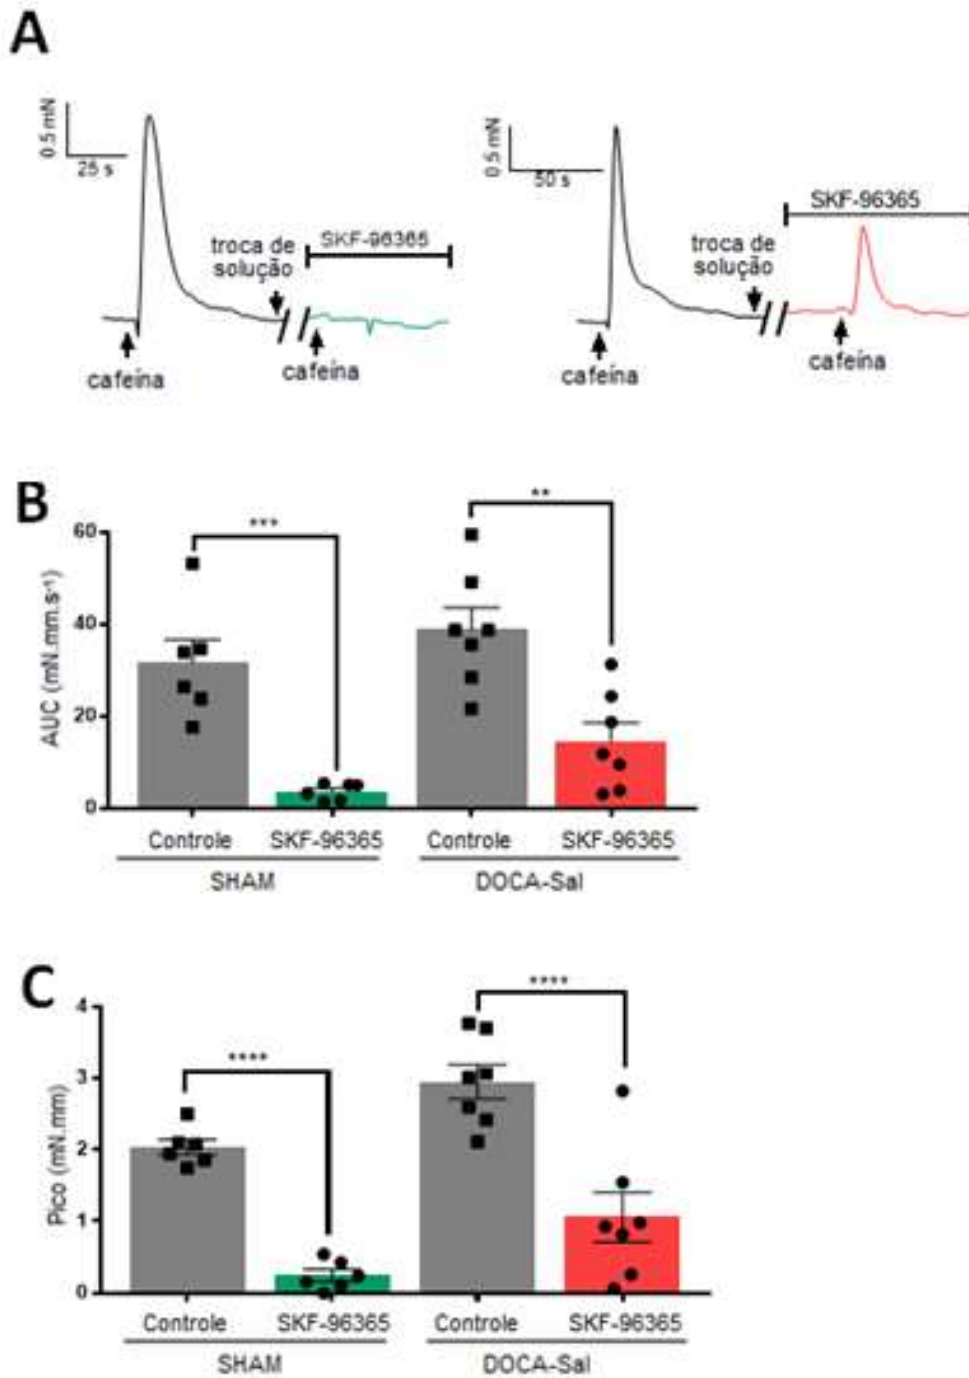 A
0.5 mN
25 s
troca de
solução
SKF-96365
cafeína
cafeína
0.5 mN
50 s
troca de
solução
SKF-96365
cafeína
cafeína
B
***
**
AUC (mN.mm.s⁻¹)
60
40
20
0
Controle SKF-96365 Controle SKF-96365
SHAM DOCA-Sal
C
****
****
Pico (mN.mm)
4
3
2
1
0
Controle SKF-96365 Controle SKF-96365
SHAM DOCA-Sal